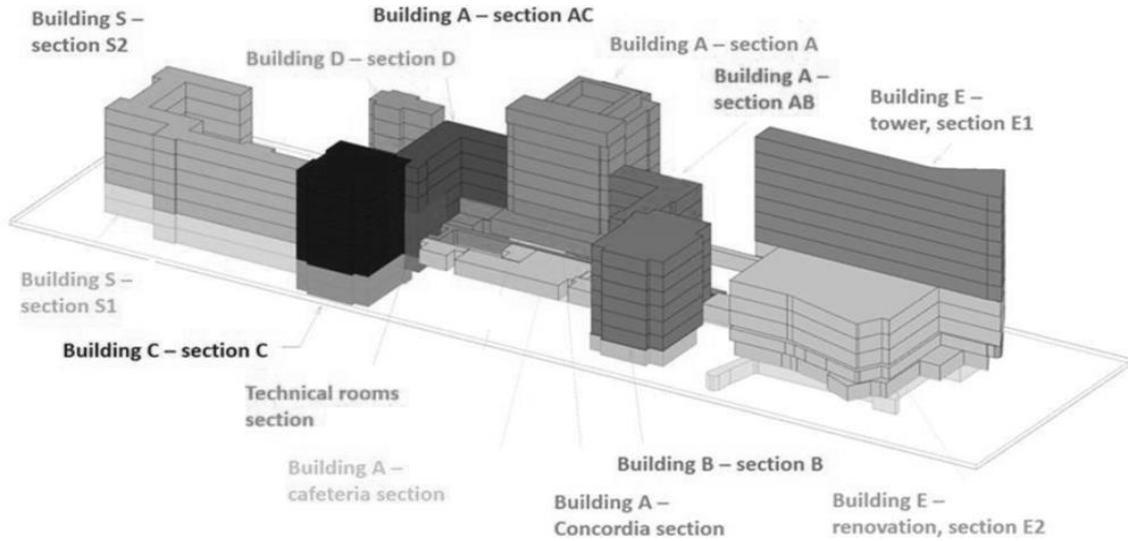 Building S –
section S2
Building A – section AC
Building D – section D
Building A – section A
Building A –
section AB
Building E –
tower, section E1
Building S –
section S1
Building C – section C
Technical rooms
section
Building A –
cafeteria section
Building B – section B
Building A –
Concordia section
Building E –
renovation, section E2